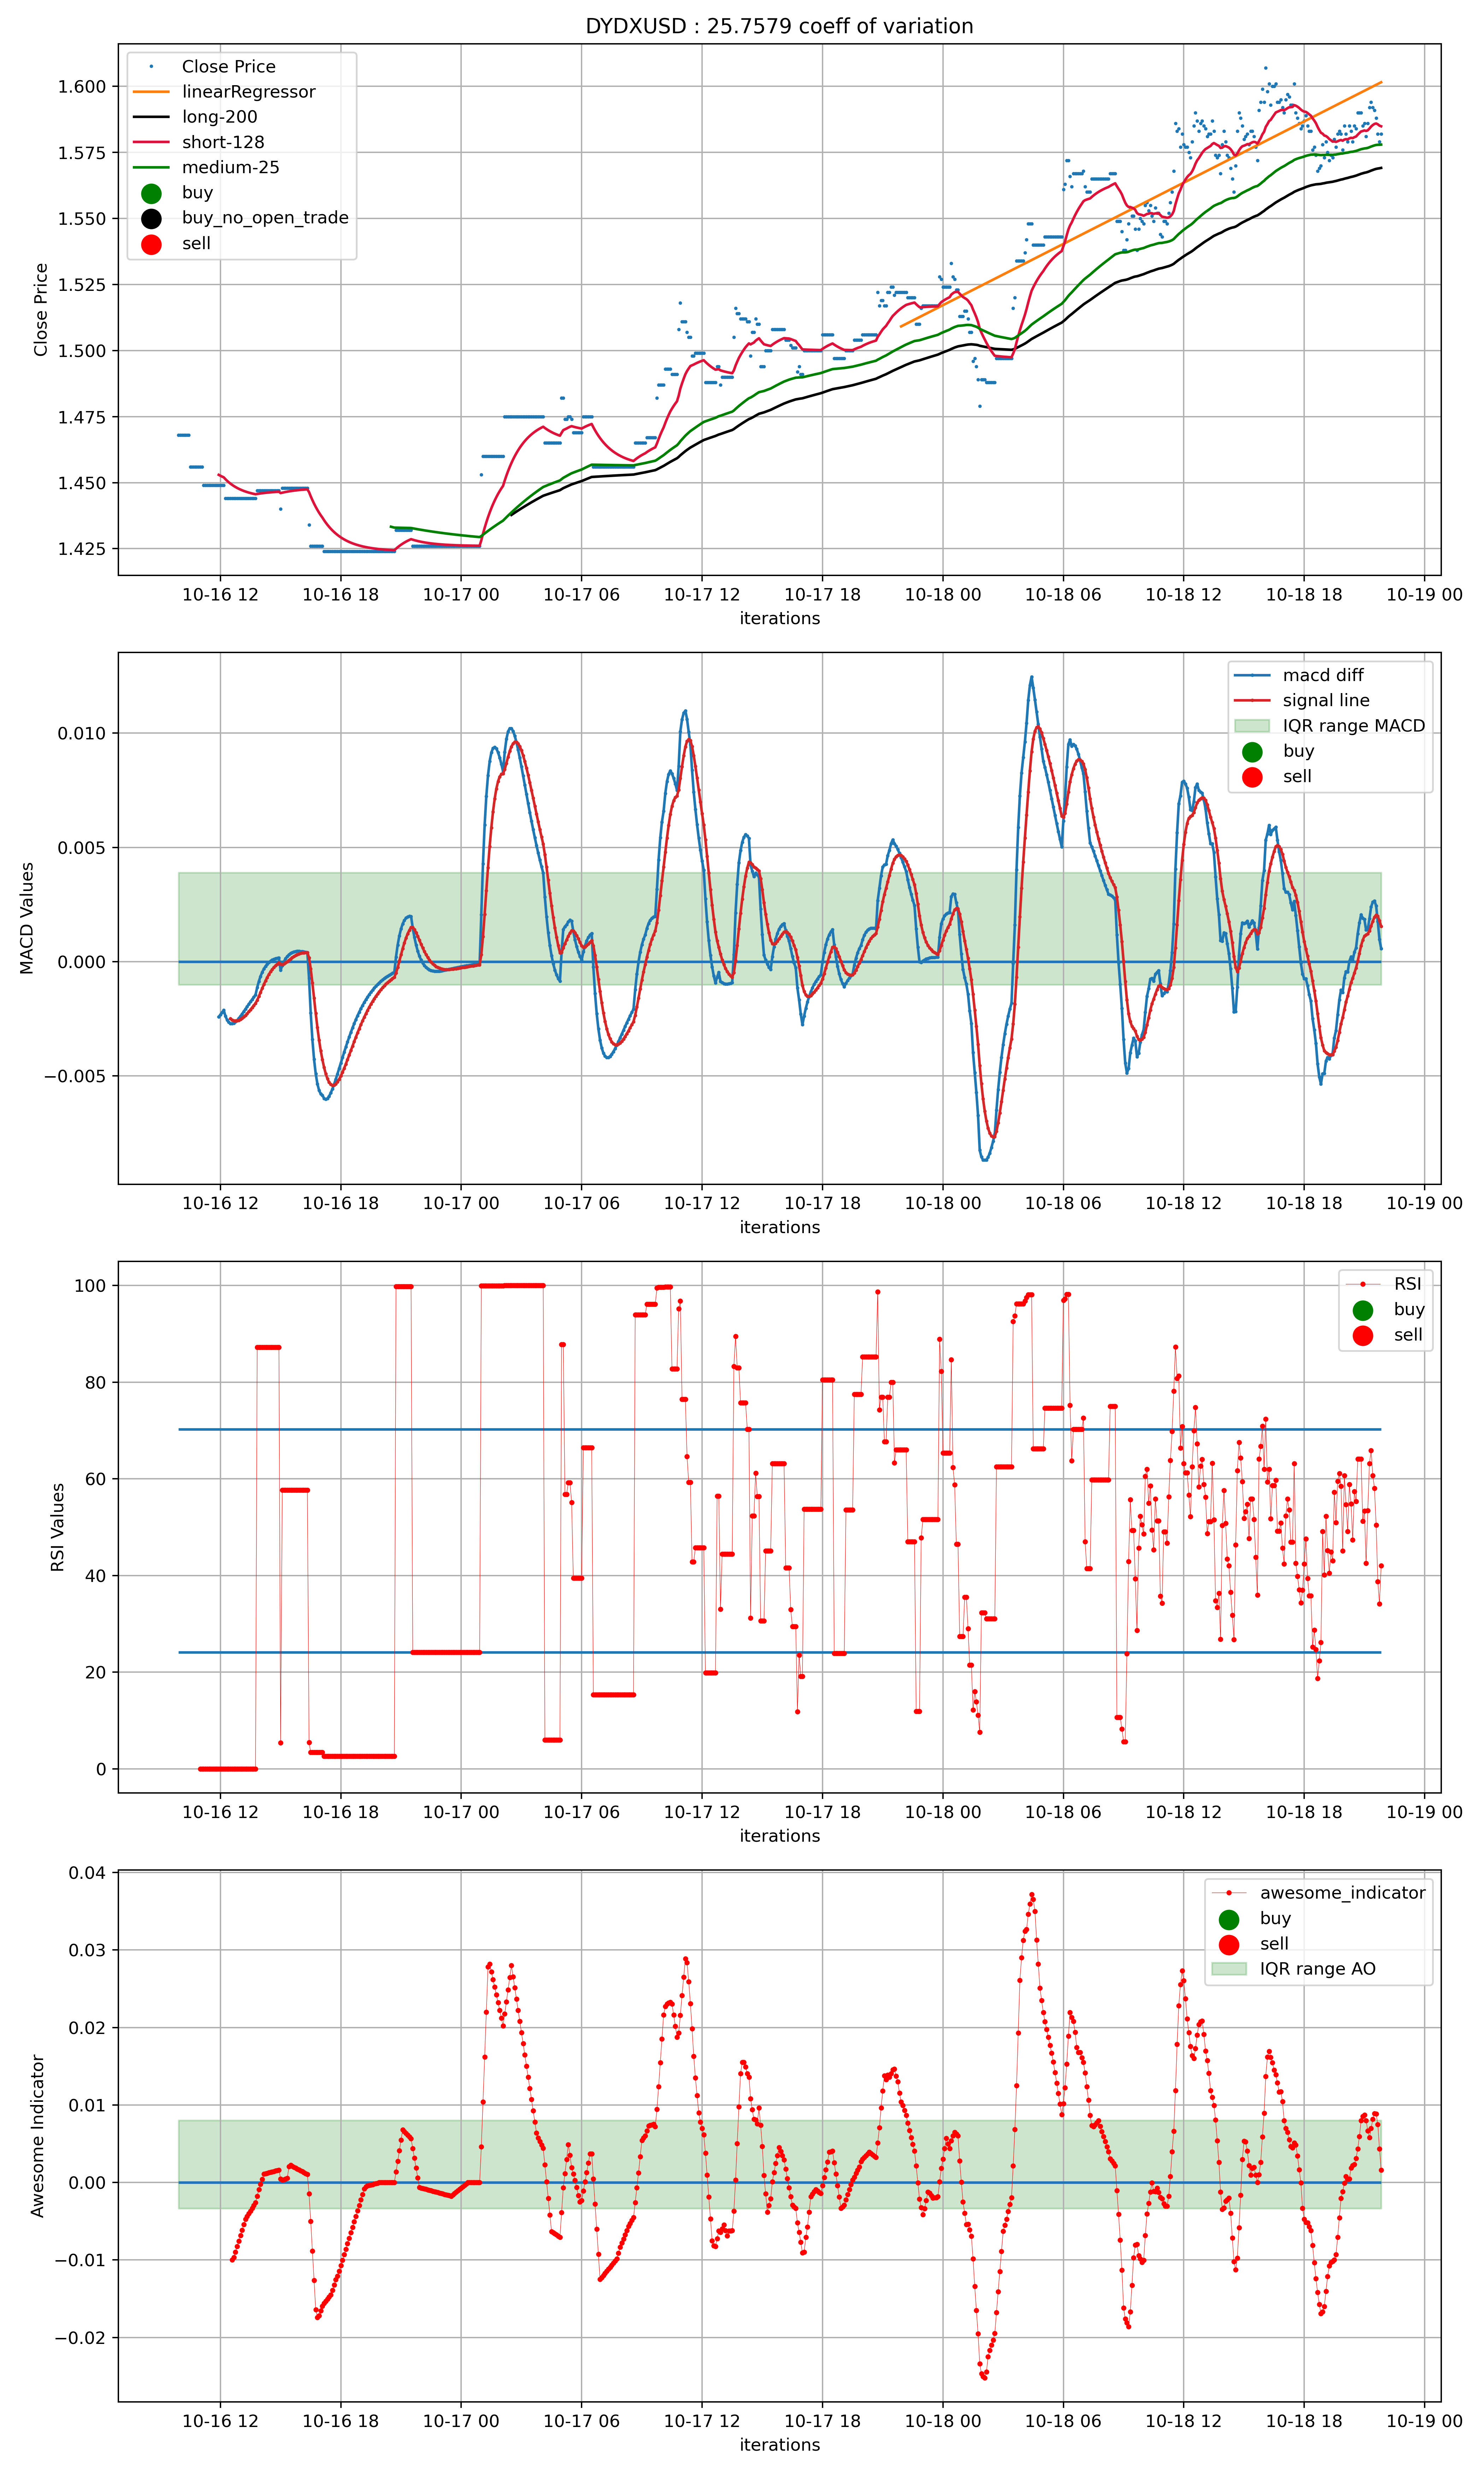 DYDXUSD : 25.7579 coeff of variation
Close Price
linearRegressor
long-200
short-128
medium-25
buy
buy_no_open_trade
sell
1.600
1.575
1.550
1.525
1.500
1.475
1.450
1.425
Close Price
10-16 12 10-16 18 10-17 00 10-17 06 10-17 12 10-17 18 10-18 00 10-18 06 10-18 12 10-18 18 10-19 00
iterations
macd diff
signal line
IQR range MACD
buy
sell
0.010
0.005
0.000
−0.005
MACD Values
10-16 12 10-16 18 10-17 00 10-17 06 10-17 12 10-17 18 10-18 00 10-18 06 10-18 12 10-18 18 10-19 00
iterations
RSI
buy
sell
100
80
60
40
20
0
RSI Values
10-16 12 10-16 18 10-17 00 10-17 06 10-17 12 10-17 18 10-18 00 10-18 06 10-18 12 10-18 18 10-19 00
iterations
awesome_indicator
buy
sell
IQR range AO
0.04
0.03
0.02
0.01
0.00
−0.01
−0.02
Awesome Indicator
10-16 12 10-16 18 10-17 00 10-17 06 10-17 12 10-17 18 10-18 00 10-18 06 10-18 12 10-18 18 10-19 00
iterations